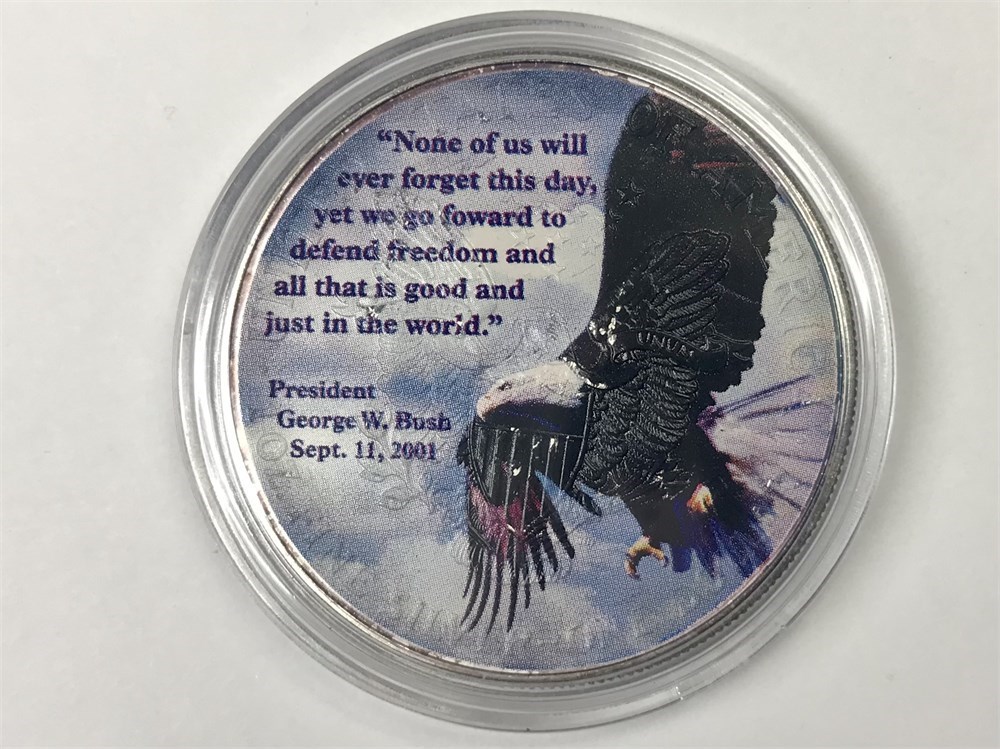 “None of us will
ever forget this day,
yet we go foward to
defend freedom and
all that is good and
just in the world.”
President
George W. Bush
Sept. 11, 2001
UNUM